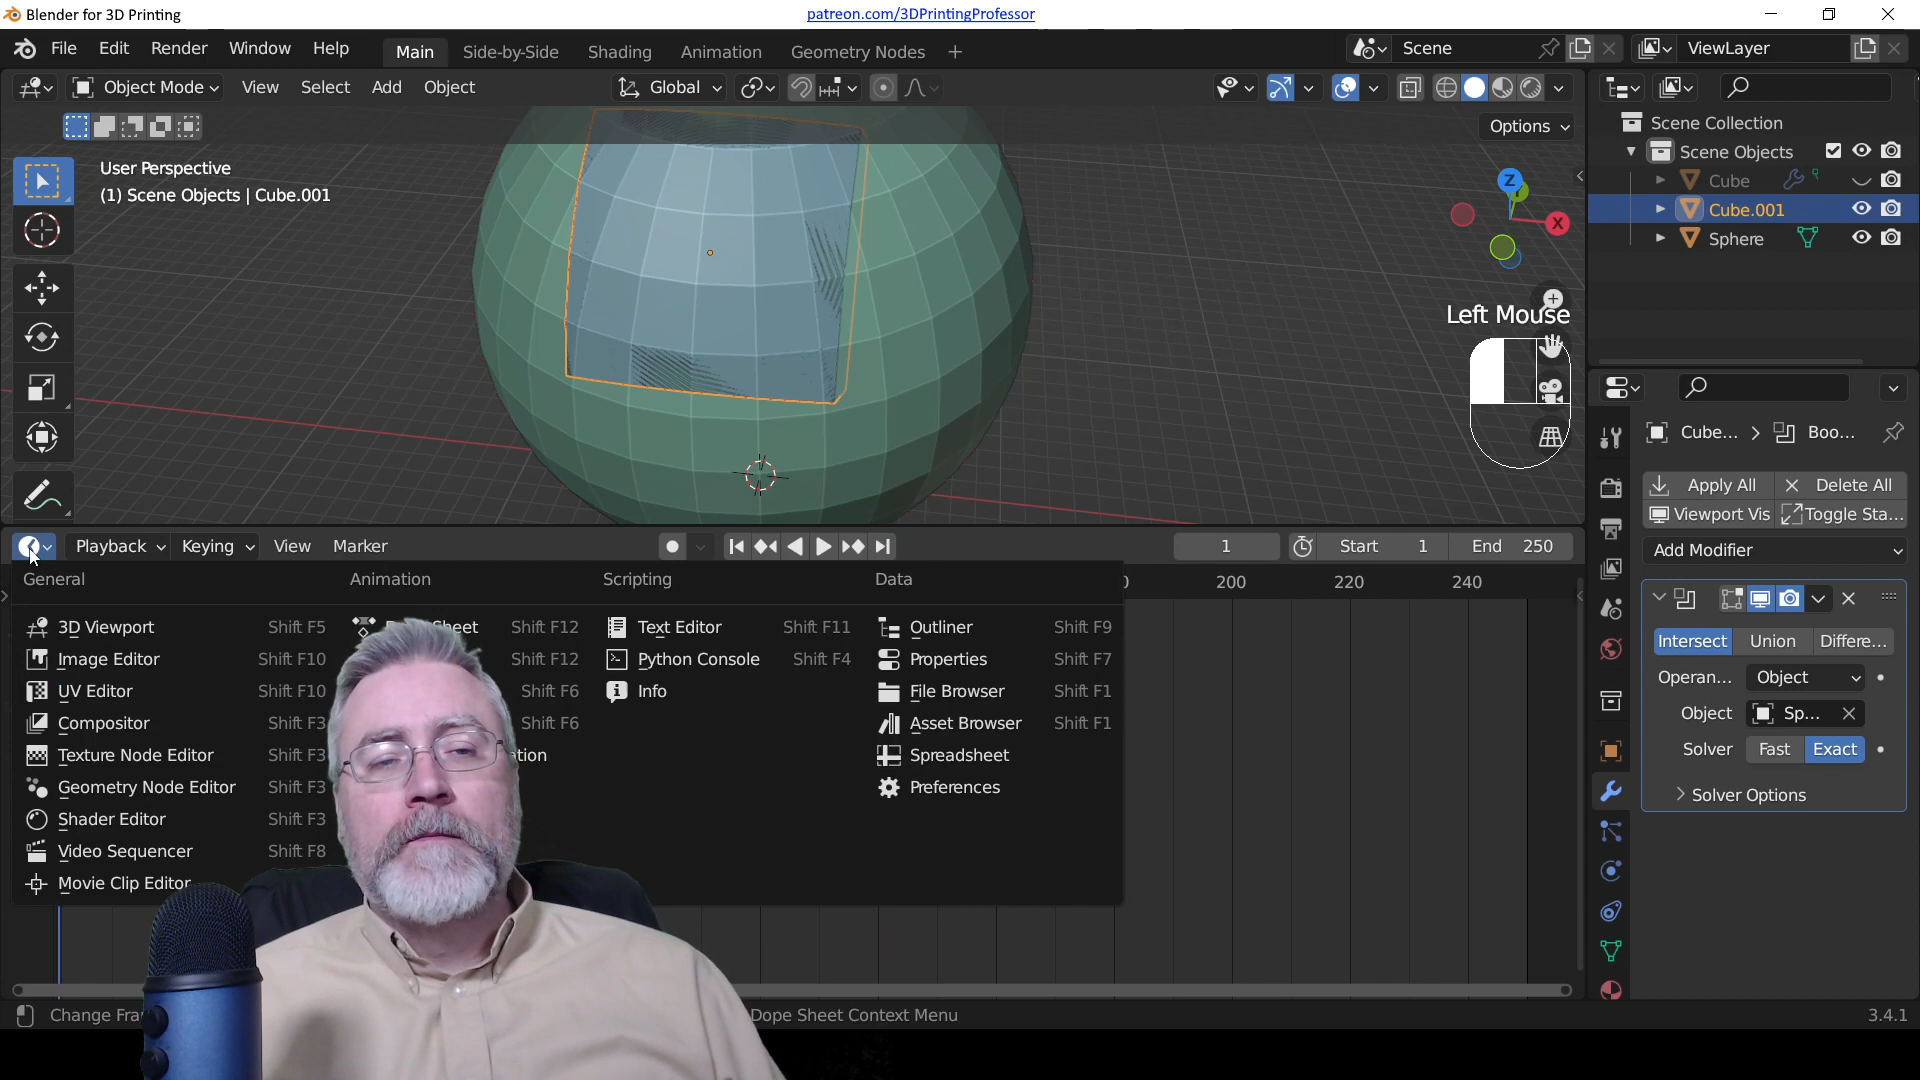 Blender for 3D Printing
patreon.com/3DPrintingProfessor
File Edit Render Window Help
Main Side-by-Side Shading Animation Geometry Nodes +
Scene
ViewLayer
Object Mode View Select Add Object
Global
Options
User Perspective
(1) Scene Objects | Cube.001
Z
X
Left Mouse
Scene Collection
Scene Objects
Cube
Cube.001
Sphere
Cube... > Boo...
Apply All Delete All
Viewport Vis Toggle Sta...
Add Modifier
Intersect Union Differe...
Operan... Object
Object Sp...
Solver Fast Exact
Solver Options
Playback Keying View Marker
1
Start 1
End 250
0 200 220 240
General
3D Viewport Shift F5
Image Editor Shift F10
UV Editor Shift F10
Compositor Shift F3
Texture Node Editor Shift F3
Geometry Node Editor Shift F3
Shader Editor Shift F3
Video Sequencer Shift F8
Movie Clip Editor
Animation
Sheet Shift F12
Shift F12
Shift F6
Shift F6
Scripting
Text Editor Shift F11
Python Console Shift F4
Info
Data
Outliner Shift F9
Properties Shift F7
File Browser Shift F1
Asset Browser Shift F1
Spreadsheet
Preferences
Change Fra
Dope Sheet Context Menu
3.4.1